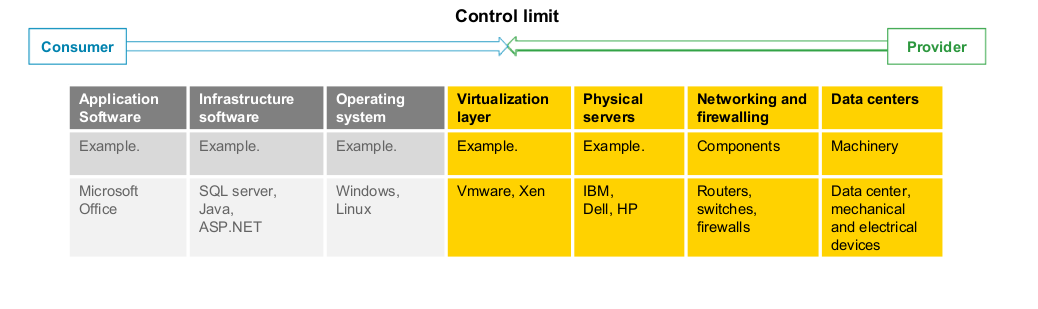 Control limit
Consumer
Provider
Application
Software
Infrastructure
software
Operating
system
Virtualization
layer
Physical
servers
Networking and
firewalling
Data centers
Example.
Example.
Example.
Example.
Example.
Components
Machinery
Microsoft
Office
SQL server,
Java,
ASP.NET
Windows,
Linux
Vmware, Xen
IBM,
Dell, HP
Routers,
switches,
firewalls
Data center,
mechanical
and electrical
devices